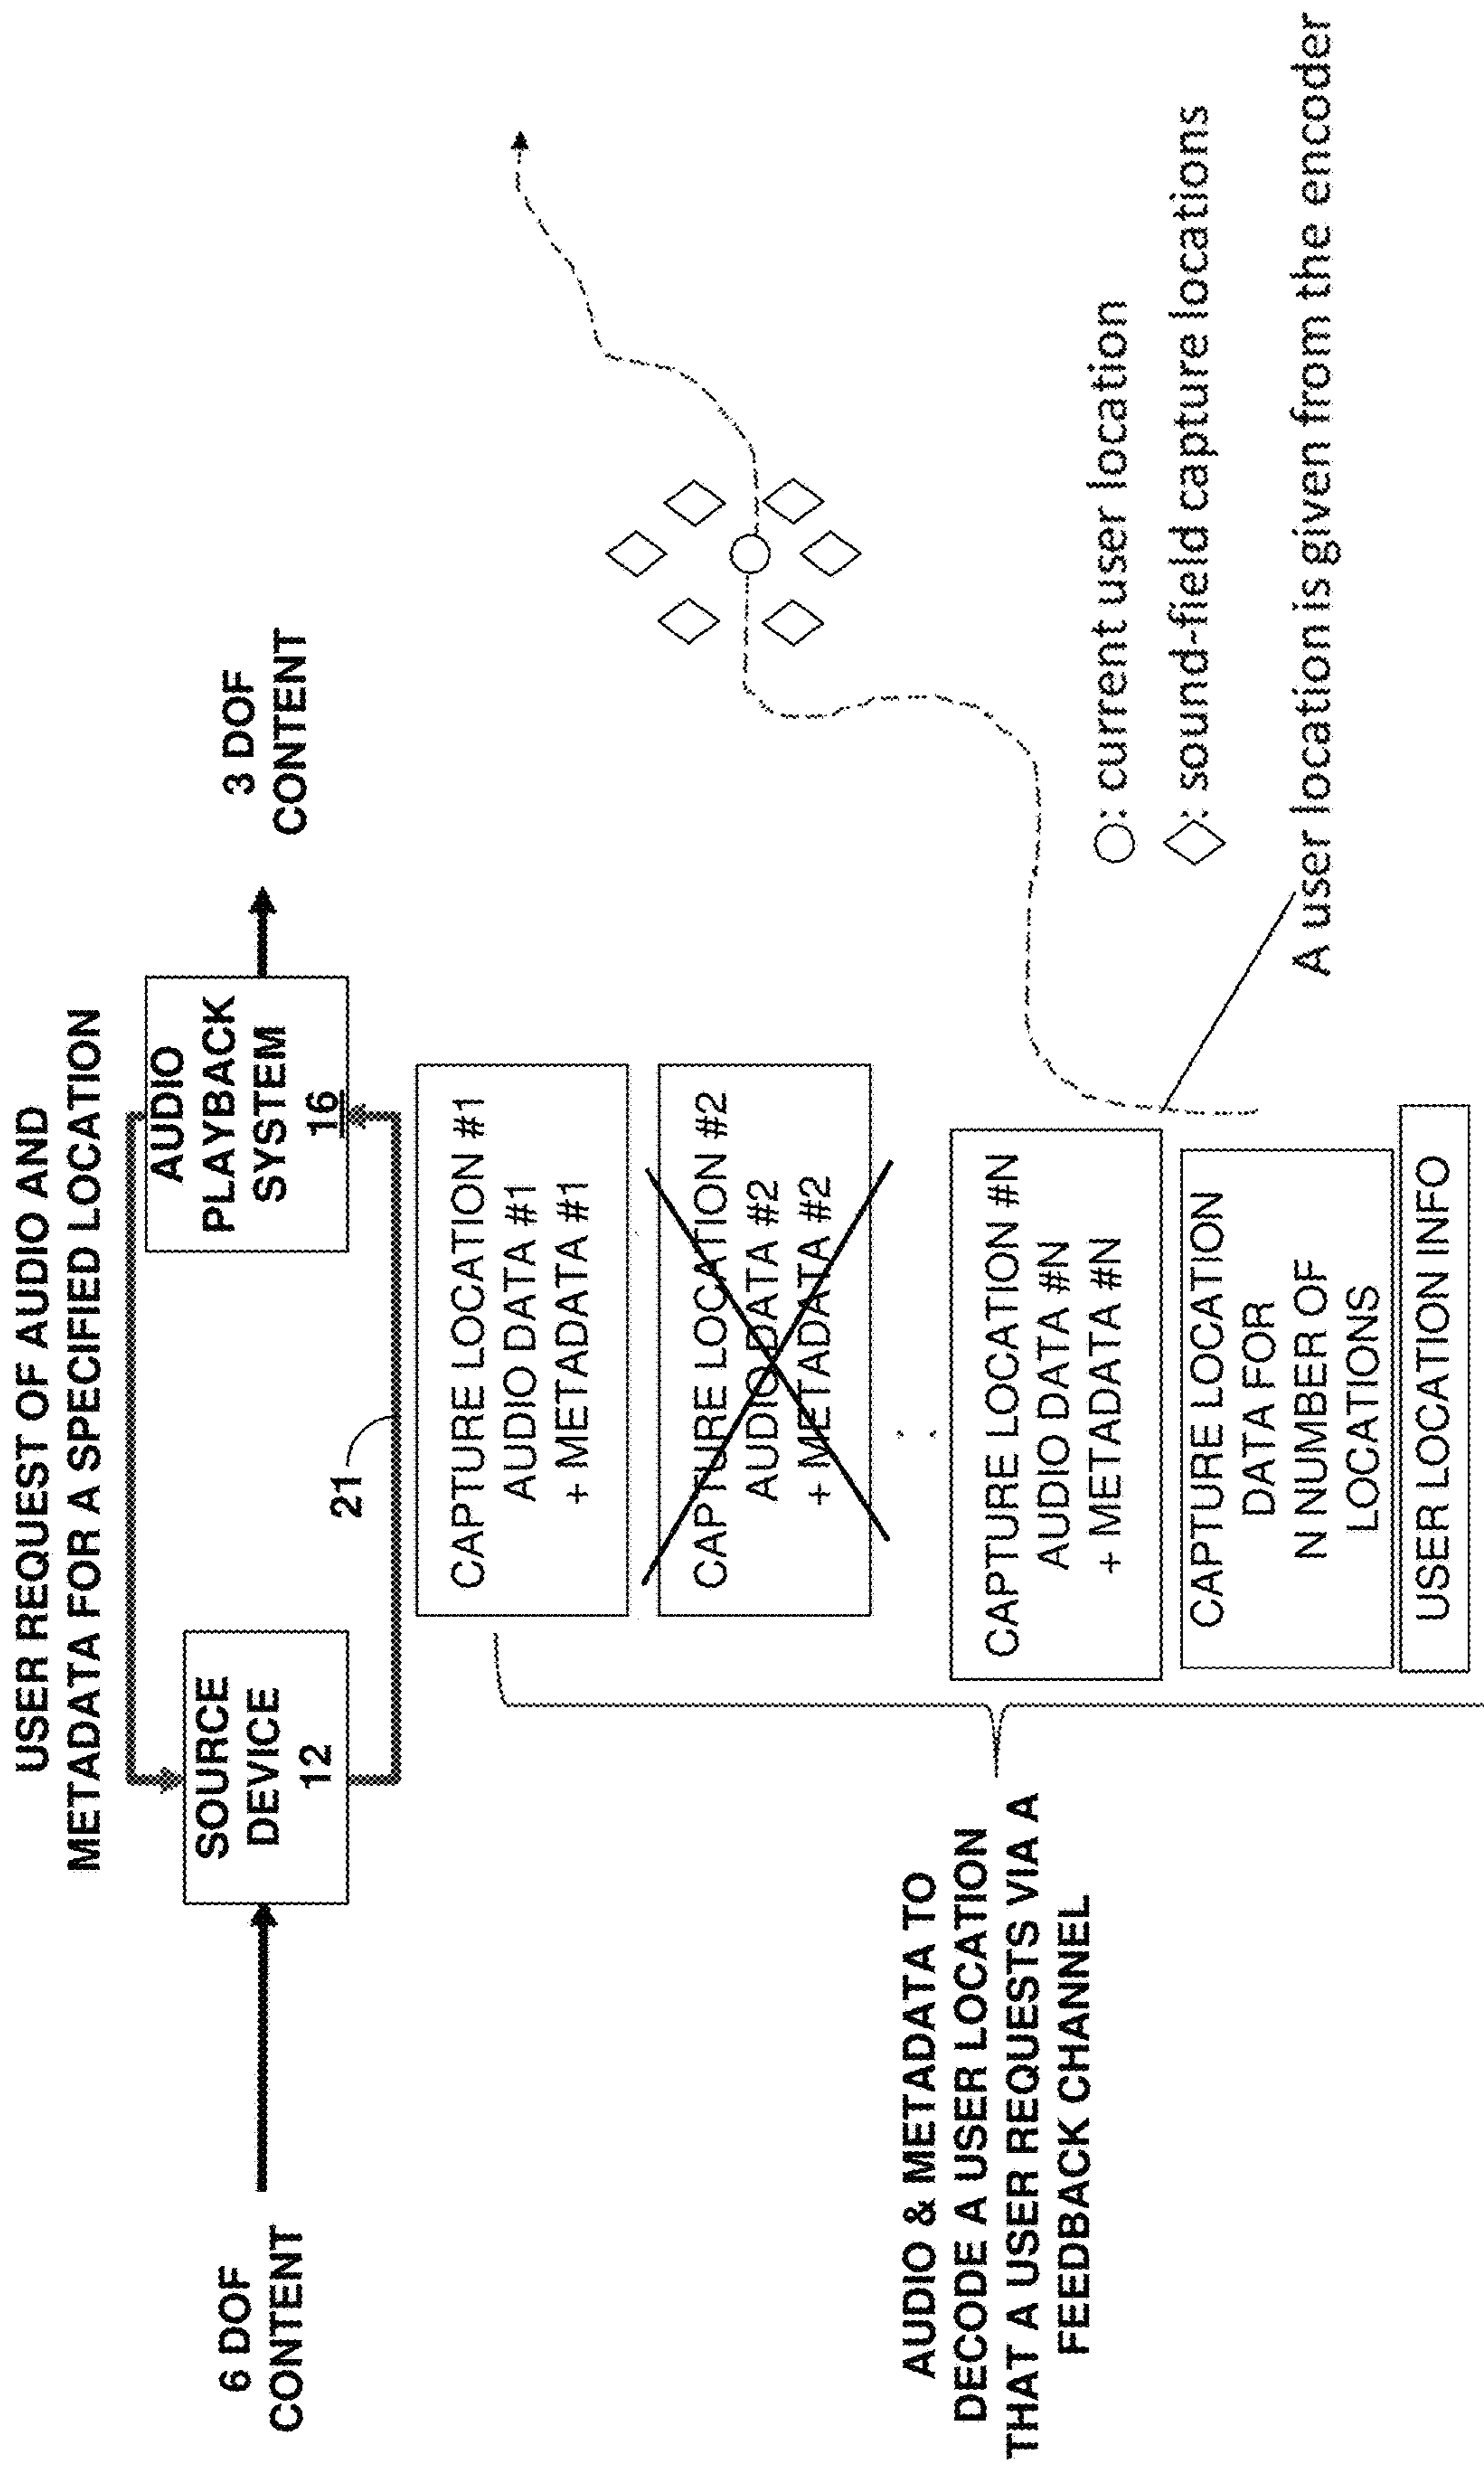 USER REQUEST OF AUDIO AND
METADATA FOR A SPECIFIED LOCATION
6 DOF
CONTENT
SOURCE
DEVICE
12
21
AUDIO
PLAYBACK
SYSTEM
16
3 DOF
CONTENT
CAPTURE LOCATION #1
AUDIO DATA #1
+ METADATA #1
CAPTURE LOCATION #2
AUDIO DATA #2
+ METADATA #2
CAPTURE LOCATION #N
AUDIO DATA #N
+ METADATA #N
CAPTURE LOCATION
DATA FOR
N NUMBER OF
LOCATIONS
USER LOCATION INFO
AUDIO & METADATA TO
DECODE A USER LOCATION
THAT A USER REQUESTS VIA A
FEEDBACK CHANNEL
: current user location
: sound-field capture locations
A user location is given from the encoder